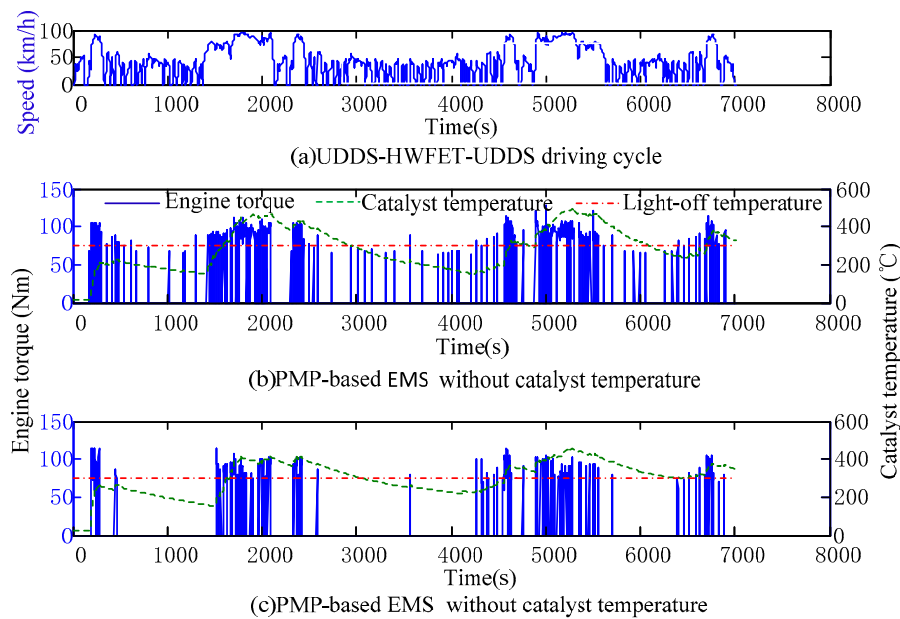 Speed (km/h)
100
50
0
0 1000 2000 3000 4000 5000 6000 7000 8000
Time(s)
(a)UDDS-HWFET-UDDS driving cycle
Engine torque (Nm)
Catalyst temperature (℃)
150
100
50
0
600
400
200
0
Engine torque
Catalyst temperature
Light-off temperature
0 1000 2000 3000 4000 5000 6000 7000 8000
Time(s)
(b)PMP-based EMS without catalyst temperature
150
100
50
0
600
400
200
0
0 1000 2000 3000 4000 5000 6000 7000 8000
Time(s)
(c)PMP-based EMS without catalyst temperature